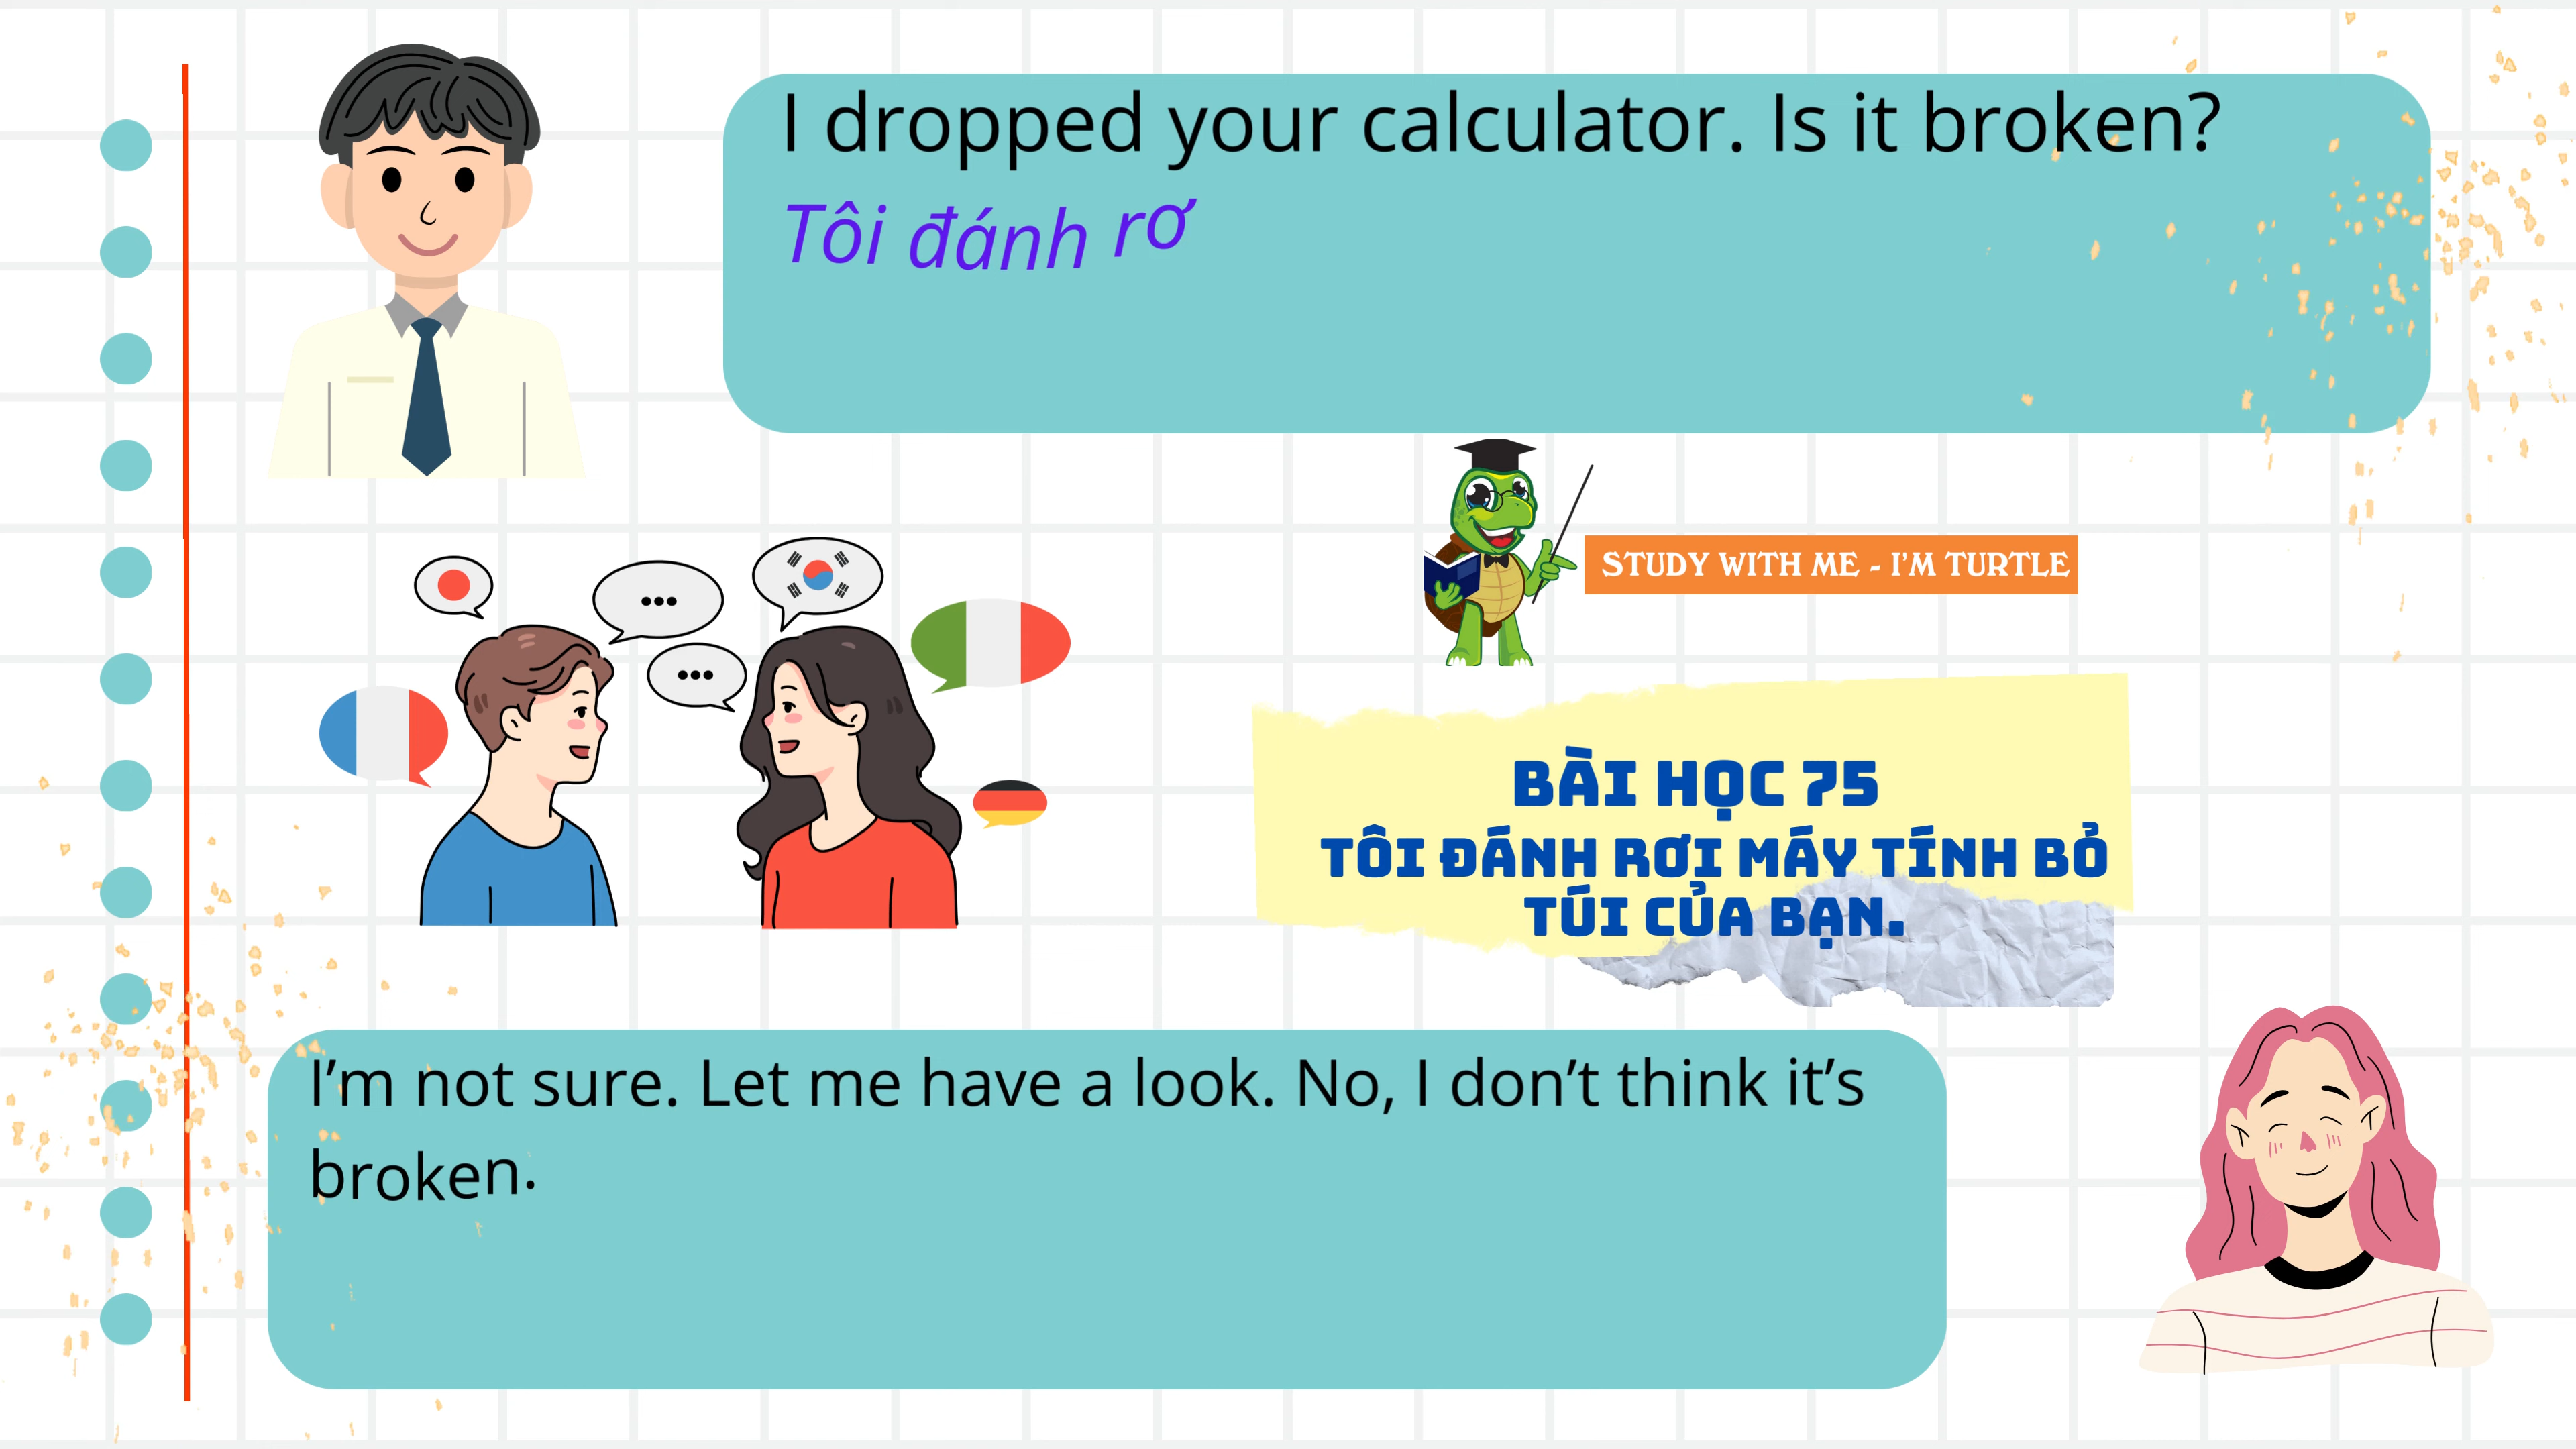 I dropped your calculator. Is it broken?
Tôi đánh rơ
STUDY WITH ME - I'M TURTLE
BÀI HỌC 75
TÔI ĐÁNH RƠI MÁY TÍNH BỎ
TÚI CỦA BẠN.
I’m not sure. Let me have a look. No, I don’t think it’s
broken.